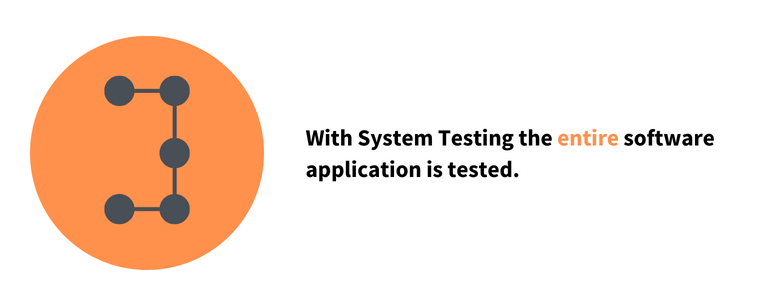 With System Testing the entire software
application is tested.